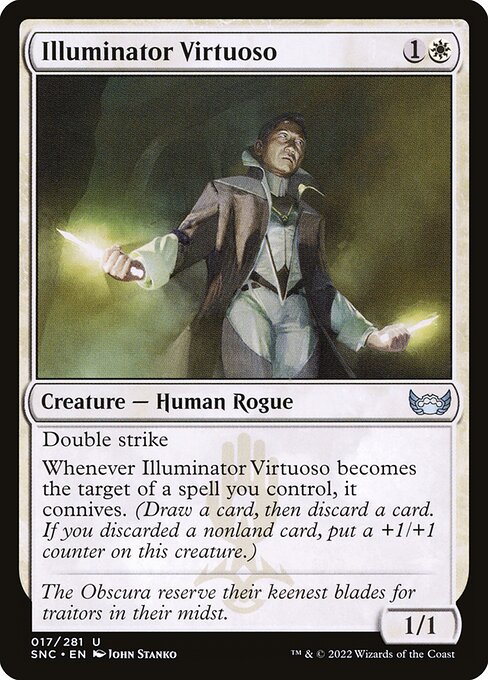 Illuminator Virtuoso 1
Creature — Human Rogue
Double strike
Whenever Illuminator Virtuoso becomes
the target of a spell you control, it
connives. (Draw a card, then discard a card.
If you discarded a nonland card, put a +1/+1
counter on this creature.)
The Obscura reserve their keenest blades for
traitors in their midst.
1/1
017/281 U
SNC • EN John Stanko
™ & © 2022 Wizards of the Coast